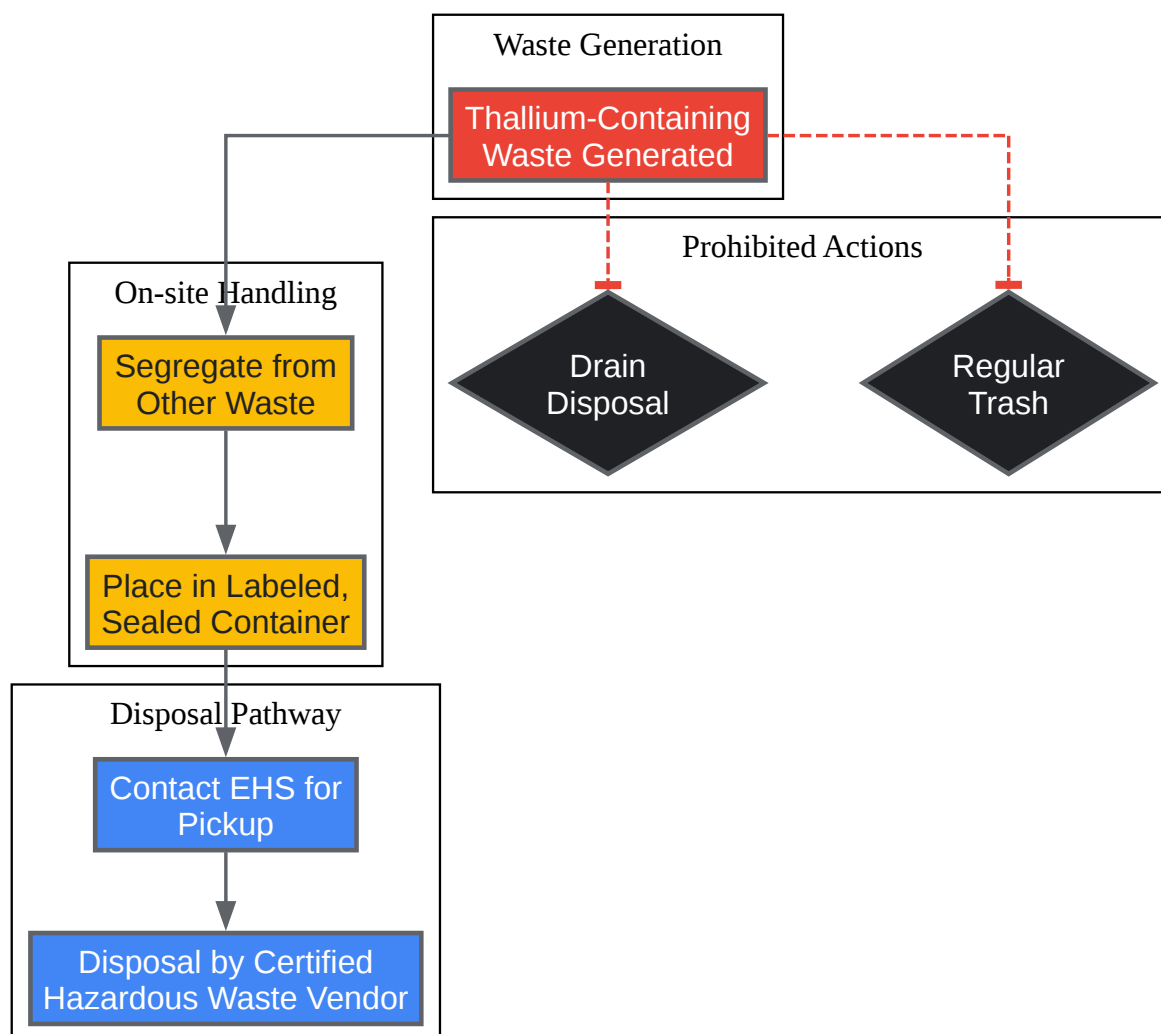 Waste Generation
Thallium-Containing
Waste Generated
Prohibited Actions
Drain
Disposal
Regular
Trash
On-site Handling
Segregate from
Other Waste
Place in Labeled,
Sealed Container
Disposal Pathway
Contact EHS for
Pickup
Disposal by Certified
Hazardous Waste Vendor